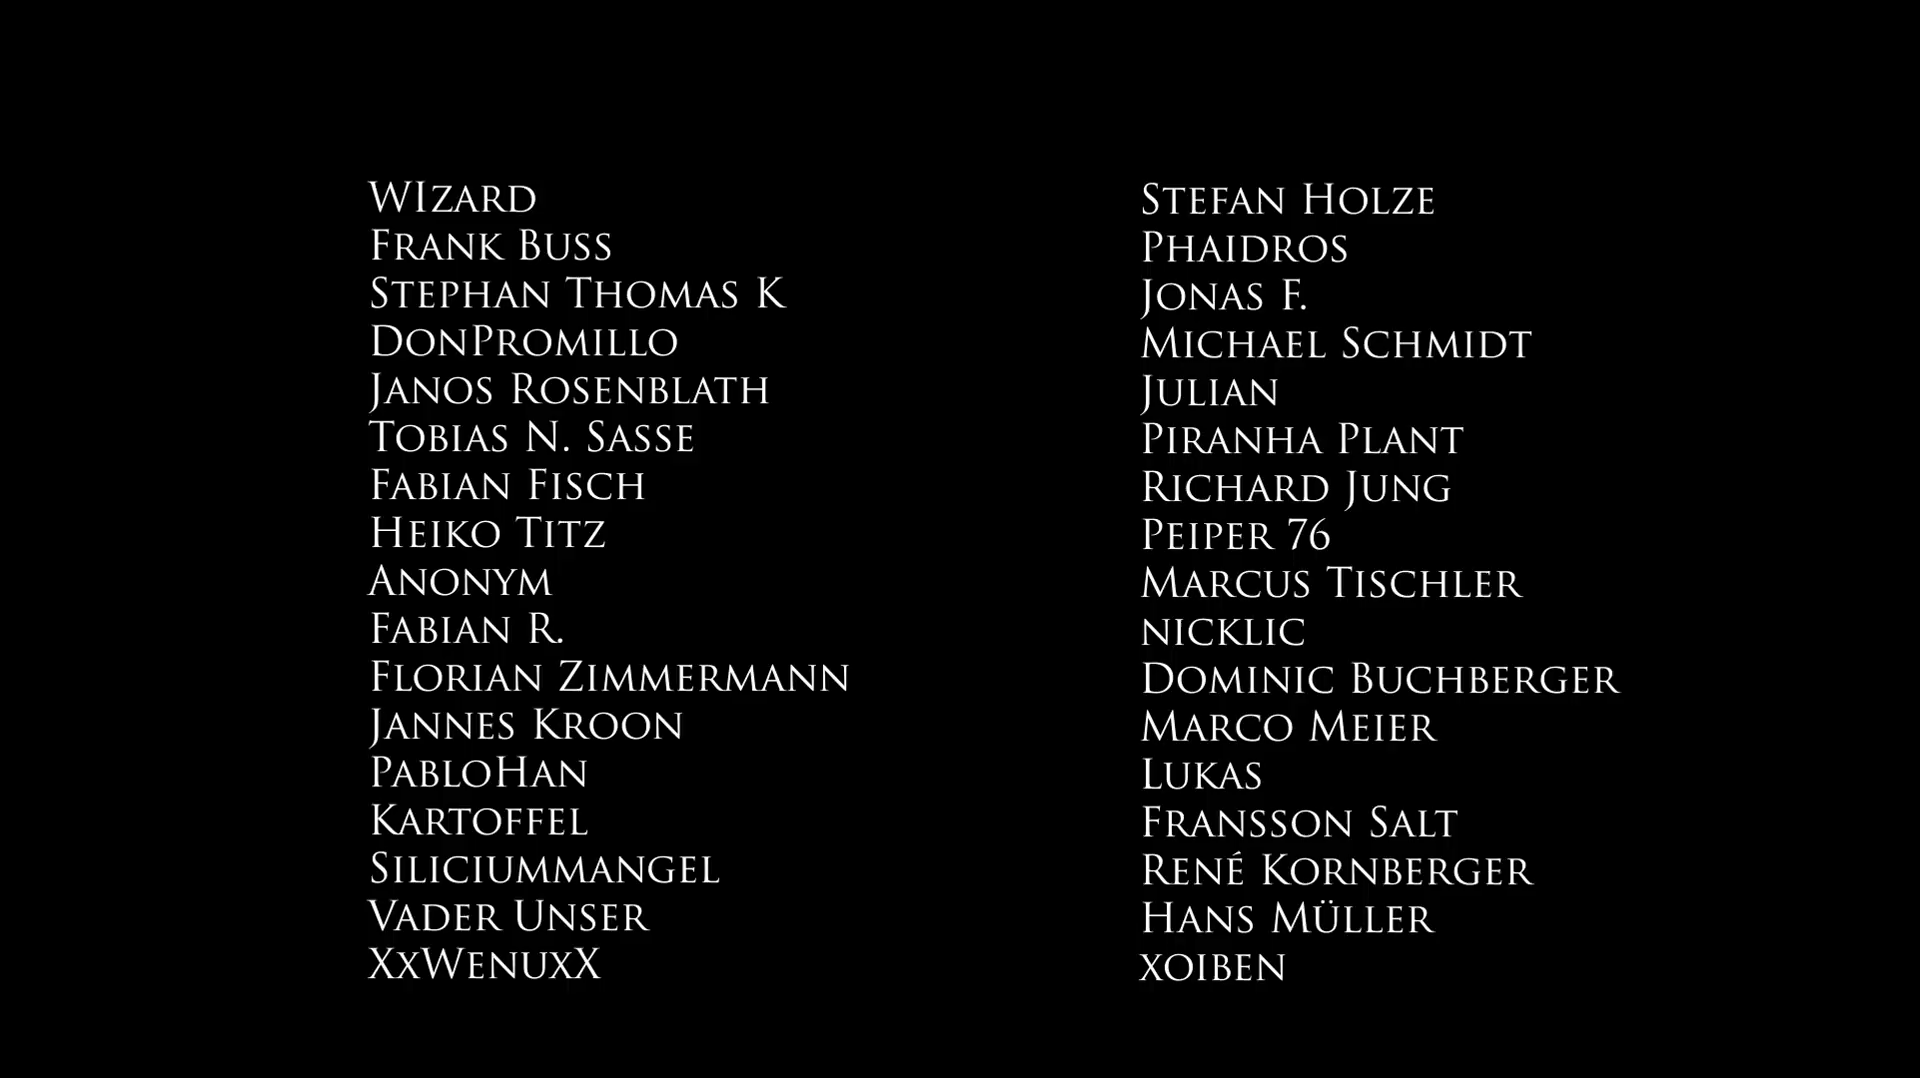 WIzard
Frank Buss
Stephan Thomas K
DonPromillo
Janos Rosenblath
Tobias N. Sasse
Fabian Fisch
Heiko Titz
Anonym
Fabian R.
Florian Zimmermann
Jannes Kroon
PabloHan
Kartoffel
Siliciummangel
Vader Unser
XxWenuxX
Stefan Holze
Phaidros
Jonas F.
Michael Schmidt
Julian
Piranha Plant
Richard Jung
Peiper 76
Marcus Tischler
nicklic
Dominic Buchberger
Marco Meier
Lukas
Fransson Salt
René Kornberger
Hans Müller
xoiben